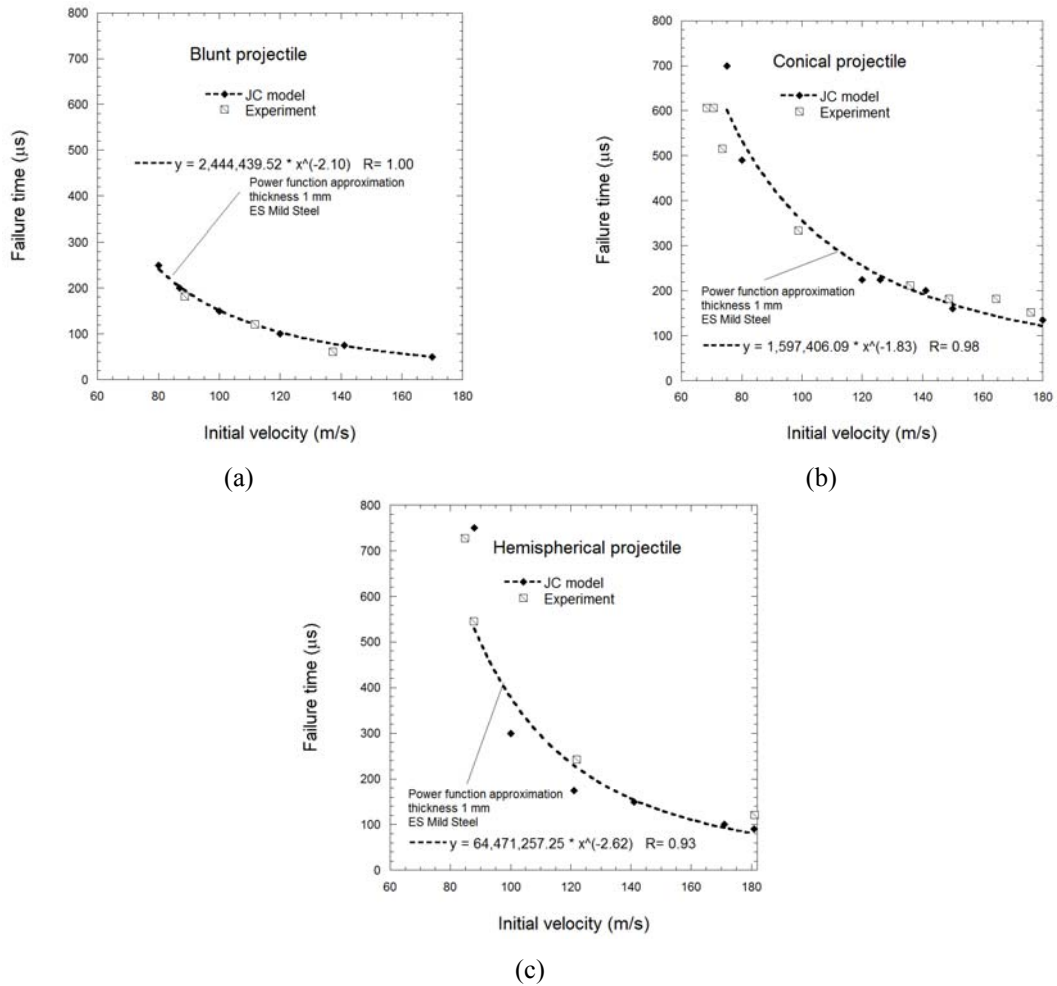 800
700
600
500
400
300
200
100
0
Failure time (μs)
Blunt projectile
JC model
Experiment
y = 2,444,439.52 * x^(-2.10) R= 1.00
Power function approximation
thickness 1 mm
ES Mild Steel
60 80 100 120 140 160 180
Initial velocity (m/s)
(a)
800
700
600
500
400
300
200
100
0
Failure time (μs)
Conical projectile
JC model
Experiment
Power function approximation
thickness 1 mm
ES Mild Steel
y = 1,597,406.09 * x^(-1.83) R= 0.98
60 80 100 120 140 160 180
Initial velocity (m/s)
(b)
800
700
600
500
400
300
200
100
0
Failure time (μs)
Hemispherical projectile
JC model
Experiment
Power function approximation
thickness 1 mm
ES Mild Steel
y = 64,471,257.25 * x^(-2.62) R= 0.93
60 80 100 120 140 160 180
Initial velocity (m/s)
(c)